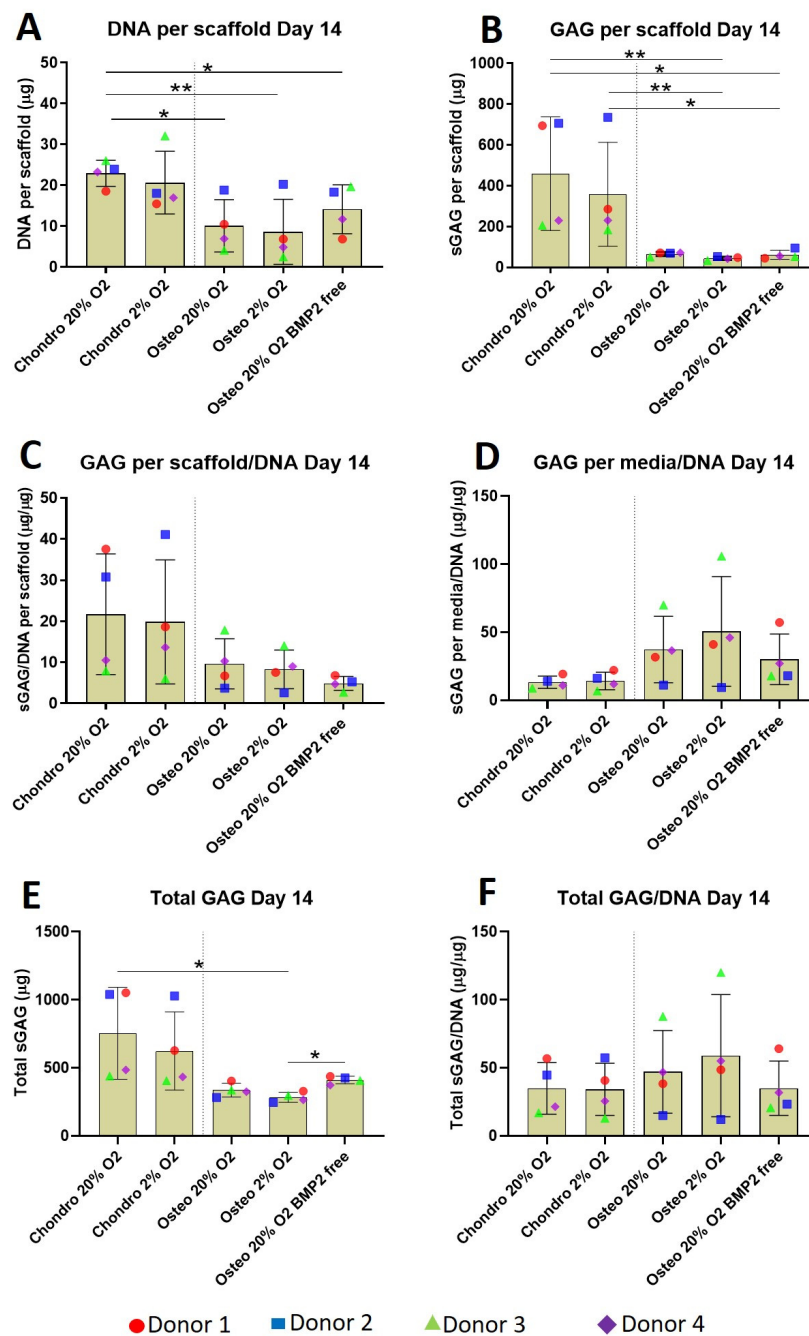 A
DNA per scaffold Day 14
DNA per scaffold (µg)
50
40
30
20
10
0
*
**
*
Chondro 20% O2
Chondro 2% O2
Osteo 20% O2
Osteo 2% O2
Osteo 20% O2 BMP2 free
B
GAG per scaffold Day 14
sGAG per scaffold (µg)
1000
800
600
400
200
0
**
*
**
*
Chondro 20% O2
Chondro 2% O2
Osteo 20% O2
Osteo 2% O2
Osteo 20% O2 BMP2 free
C
GAG per scaffold/DNA Day 14
sGAG/DNA per scaffold (µg/µg)
50
40
30
20
10
0
Chondro 20% O2
Chondro 2% O2
Osteo 20% O2
Osteo 2% O2
Osteo 20% O2 BMP2 free
D
GAG per media/DNA Day 14
sGAG per media/DNA (µg/µg)
150
100
50
0
Chondro 20% O2
Chondro 2% O2
Osteo 20% O2
Osteo 2% O2
Osteo 20% O2 BMP2 free
E
Total GAG Day 14
Total sGAG (µg)
1500
1000
500
0
*
*
Chondro 20% O2
Chondro 2% O2
Osteo 20% O2
Osteo 2% O2
Osteo 20% O2 BMP2 free
F
Total GAG/DNA Day 14
Total sGAG/DNA (µg/µg)
150
100
50
0
Chondro 20% O2
Chondro 2% O2
Osteo 20% O2
Osteo 2% O2
Osteo 20% O2 BMP2 free
Donor 1
Donor 2
Donor 3
Donor 4